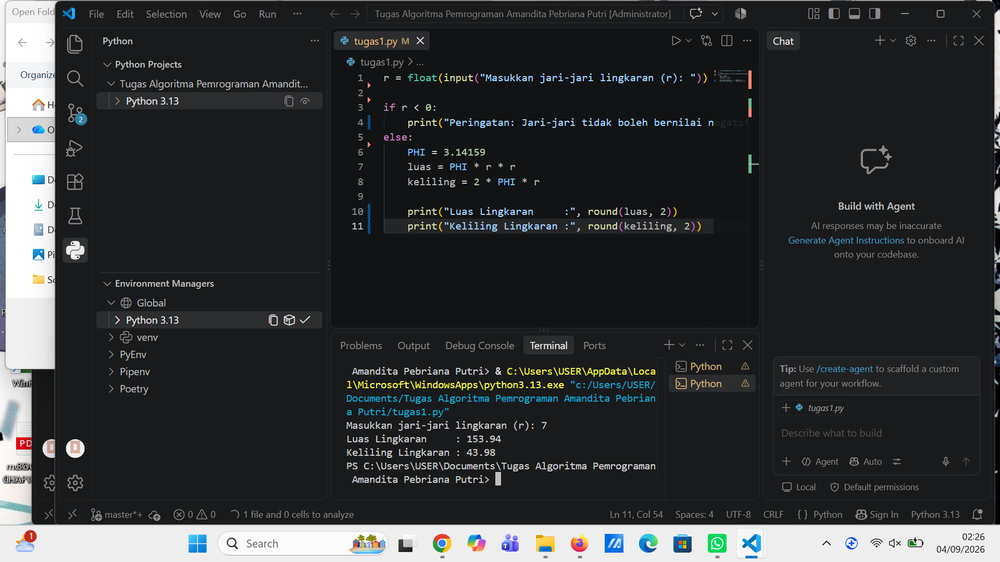 Open Fold
File Edit Selection View Go Run ···
Tugas Algoritma Pemrograman Amandita Pebriana Putri [Administrator]
Organize
Python
Python Projects
Tugas Algoritma Pemrograman Amandit...
Python 3.13
2
Environment Managers
Global
Python 3.13
venv
PyEnv
Pipenv
Poetry
tugas1.py M
tugas1.py > ...
1 r = float(input("Masukkan jari-jari lingkaran (r): "))
2
3 if r < 0:
4 print("Peringatan: Jari-jari tidak boleh bernilai negatif
5 else:
6 PHI = 3.14159
7 luas = PHI * r * r
8 keliling = 2 * PHI * r
9
10 print("Luas Lingkaran     :", round(luas, 2))
11 print("Keliling Lingkaran :", round(keliling, 2))
Problems Output Debug Console Terminal Ports
Amandita Pebriana Putri> & C:\Users\USER\AppData\Loca
l\Microsoft\WindowsApps\python3.13.exe "c:/Users/USER/
Documents/Tugas Algoritma Pemrograman Amandita Pebrian
a Putri/tugas1.py"
Masukkan jari-jari lingkaran (r): 7
Luas Lingkaran     : 153.94
Keliling Lingkaran : 43.98
PS C:\Users\USER\Documents\Tugas Algoritma Pemrograman
Amandita Pebriana Putri>
Python
Python
Chat
Build with Agent
AI responses may be inaccurate
Generate Agent Instructions to onboard AI
onto your codebase.
Tip: Use /create-agent to scaffold a custom
agent for your workflow.
tugas1.py
Describe what to build
Agent Auto
Local Default permissions
master*+ 0 0 1 file and 0 cells to analyze
Ln 11, Col 54 Spaces: 4 UTF-8 CRLF { } Python Sign In Python 3.13
1
Search
02:26
04/09/2026